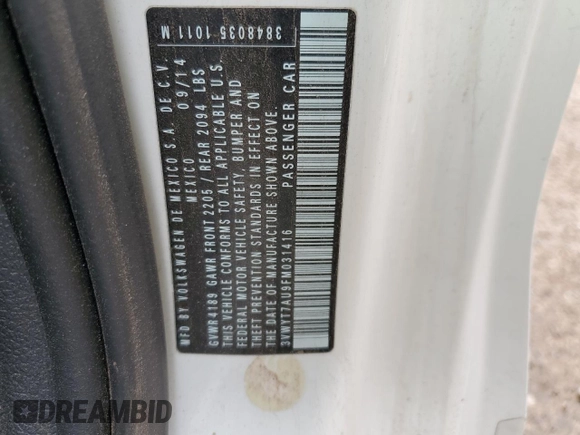 MFD BY VOLKSWAGEN DE MEXICO S.A. DE C.V.
MEXICO 09/14
GVWR 4189 GAWR FRONT 2205 / REAR 2094 LBS
THIS VEHICLE CONFORMS TO ALL APPLICABLE U.S.
FEDERAL MOTOR VEHICLE SAFETY, BUMPER AND
THEFT PREVENTION STANDARDS IN EFFECT ON
THE DATE OF MANUFACTURE SHOWN ABOVE.
3VWYT7AU9FM031416 PASSENGER CAR
3848035 1011 M
DREAMBID